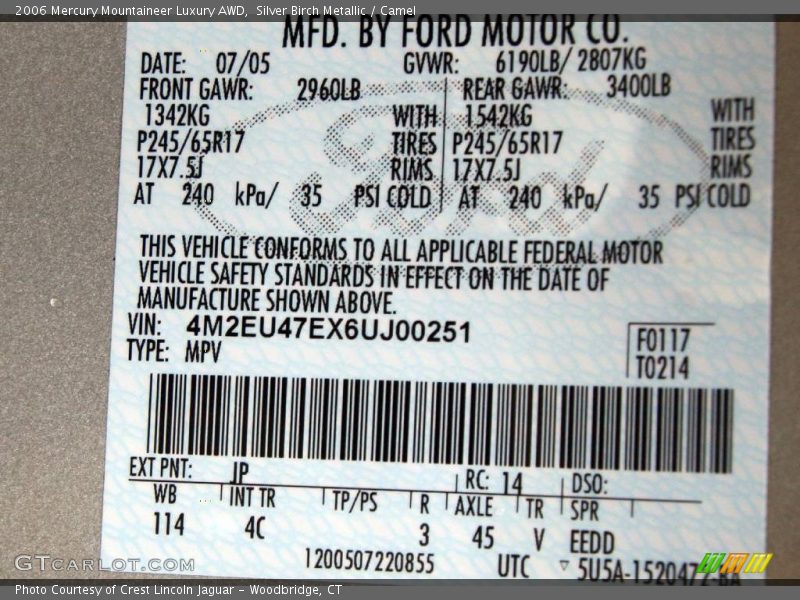 2006 Mercury Mountaineer Luxury AWD,  Silver Birch Metallic / Camel
MFD. BY FORD MOTOR CO.
DATE: 07/05 GVWR: 6190LB/ 2807KG
FRONT GAWR: 2960LB REAR GAWR: 3400LB
1342KG WITH 1542KG WITH
P245/65R17 TIRES P245/65R17 TIRES
17X7.5J RIMS 17X7.5J RIMS
AT 240 kPa/ 35 PSI COLD AT 240 kPa/ 35 PSI COLD
THIS VEHICLE CONFORMS TO ALL APPLICABLE FEDERAL MOTOR
VEHICLE SAFETY STANDARDS IN EFFECT ON THE DATE OF
MANUFACTURE SHOWN ABOVE.
VIN: 4M2EU47EX6UJ00251
TYPE: MPV
F0117
T0214
EXT PNT: JP RC: 14 DSO:
WB INT TR TP/PS R AXLE TR SPR
114 4C 3 45 V EEDD
1200507220855 UTC ▽ 5U5A-1520472-BA
GTCARLOT.COM
Photo Courtesy of Crest Lincoln Jaguar - Woodbridge, CT